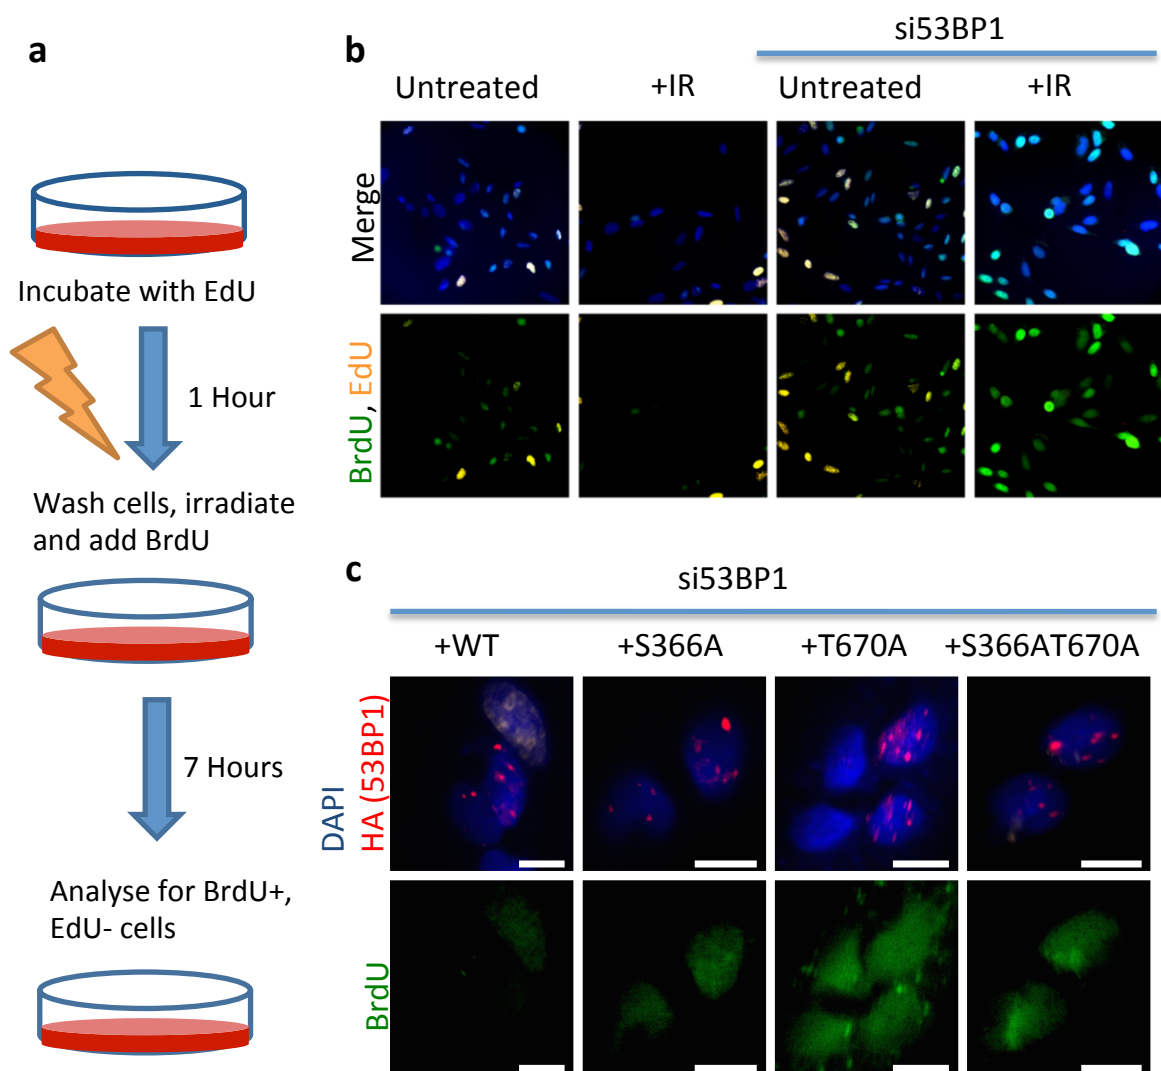 a
Incubate with EdU
1 Hour
Wash cells, irradiate
and add BrdU
7 Hours
Analyse for BrdU+,
EdU- cells
b
si53BP1
Untreated
+IR
Untreated
+IR
Merge
BrdU, EdU
c
si53BP1
+WT
+S366A
+T670A
+S366AT670A
DAPI
HA (53BP1)
BrdU